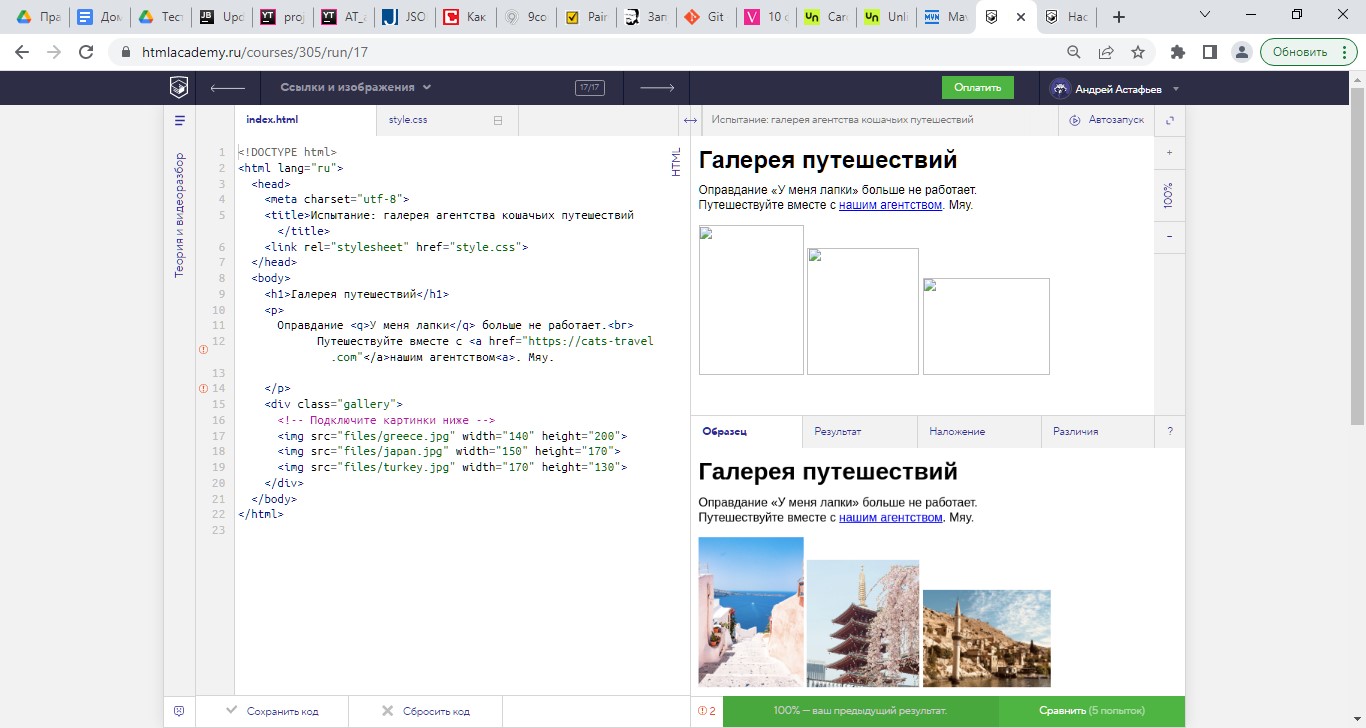 Пра
Дом
Тест
Upd
proj
AT_
JSO
Как
9co
Pair
Зап
Git
10 с
Car
Unli
Mav
Нас
htmlacademy.ru/courses/305/run/17
Обновить
Ссылки и изображения
17/17
Оплатить
Андрей Астафьев
Теория и видеоразбор
index.html
style.css
HTML
Испытание: галерея агентства кошачьих путешествий
Автозапуск
1 <!DOCTYPE html>
2 <html lang="ru">
3 <head>
4 <meta charset="utf-8">
5 <title>Испытание: галерея агентства кошачьих путешествий
</title>
6 <link rel="stylesheet" href="style.css">
7 </head>
8 <body>
9 <h1>Галерея путешествий</h1>
10 <p>
11 Оправдание <q>У меня лапки</q> больше не работает.<br>
12 Путешествуйте вместе с <a href="https://cats-travel
.com"</a>нашим агентством<a>. Мяу.
13
14 </p>
15 <div class="gallery">
16 <!-- Подключите картинки ниже -->
17 <img src="files/greece.jpg" width="140" height="200">
18 <img src="files/japan.jpg" width="150" height="170">
19 <img src="files/turkey.jpg" width="170" height="130">
20 </div>
21 </body>
22 </html>
23
Галерея путешествий
Оправдание «У меня лапки» больше не работает.
Путешествуйте вместе с нашим агентством. Мяу.
+
100%
−
Образец
Результат
Наложение
Различия
?
Галерея путешествий
Оправдание «У меня лапки» больше не работает.
Путешествуйте вместе с нашим агентством. Мяу.
Сохранить код
Сбросить код
2
100% — ваш предыдущий результат.
Сравнить (5 попыток)